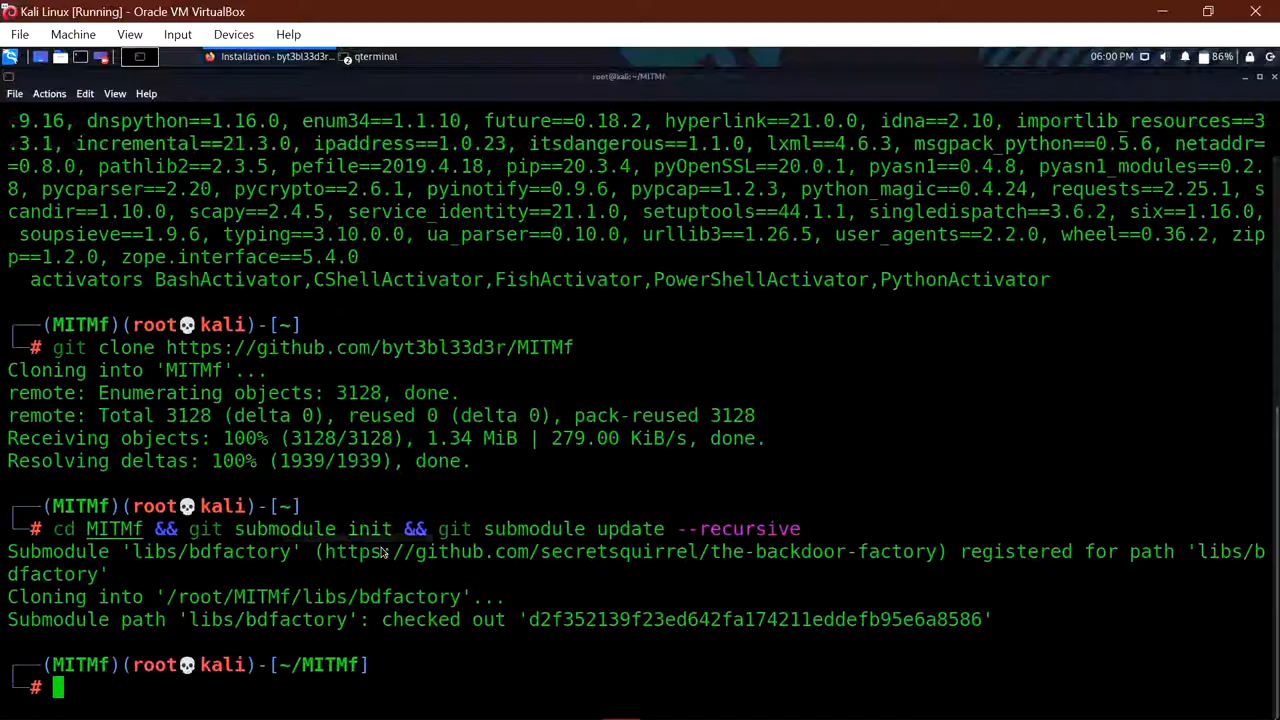 Kali Linux [Running] - Oracle VM VirtualBox
File Machine View Input Devices Help
Installation · byt3bl33d3r... 2 qterminal 06:00 PM 86%
root@kali: ~/MITMf
File Actions Edit View Help
.9.16, dnspython==1.16.0, enum34==1.1.10, future==0.18.2, hyperlink==21.0.0, idna==2.10, importlib_resources==3
.3.1, incremental==21.3.0, ipaddress==1.0.23, itsdangerous==1.1.0, lxml==4.6.3, msgpack_python==0.5.6, netaddr=
=0.8.0, pathlib2==2.3.5, pefile==2019.4.18, pip==20.3.4, pyOpenSSL==20.0.1, pyasn1==0.4.8, pyasn1_modules==0.2.
8, pycparser==2.20, pycrypto==2.6.1, pyinotify==0.9.6, pypcap==1.2.3, python_magic==0.4.24, requests==2.25.1, s
candir==1.10.0, scapy==2.4.5, service_identity==21.1.0, setuptools==44.1.1, singledispatch==3.6.2, six==1.16.0,
soupsieve==1.9.6, typing==3.10.0.0, ua_parser==0.10.0, urllib3==1.26.5, user_agents==2.2.0, wheel==0.36.2, zip
p==1.2.0, zope.interface==5.4.0
activators BashActivator,CShellActivator,FishActivator,PowerShellActivator,PythonActivator
(MITMf)(root💀kali)-[~]
# git clone https://github.com/byt3bl33d3r/MITMf
Cloning into 'MITMf'...
remote: Enumerating objects: 3128, done.
remote: Total 3128 (delta 0), reused 0 (delta 0), pack-reused 3128
Receiving objects: 100% (3128/3128), 1.34 MiB | 279.00 KiB/s, done.
Resolving deltas: 100% (1939/1939), done.
(MITMf)(root💀kali)-[~]
# cd MITMf && git submodule init && git submodule update --recursive
Submodule 'libs/bdfactory' (https://github.com/secretsquirrel/the-backdoor-factory) registered for path 'libs/b
dfactory'
Cloning into '/root/MITMf/libs/bdfactory'...
Submodule path 'libs/bdfactory': checked out 'd2f352139f23ed642fa174211eddefb95e6a8586'
(MITMf)(root💀kali)-[~/MITMf]
#